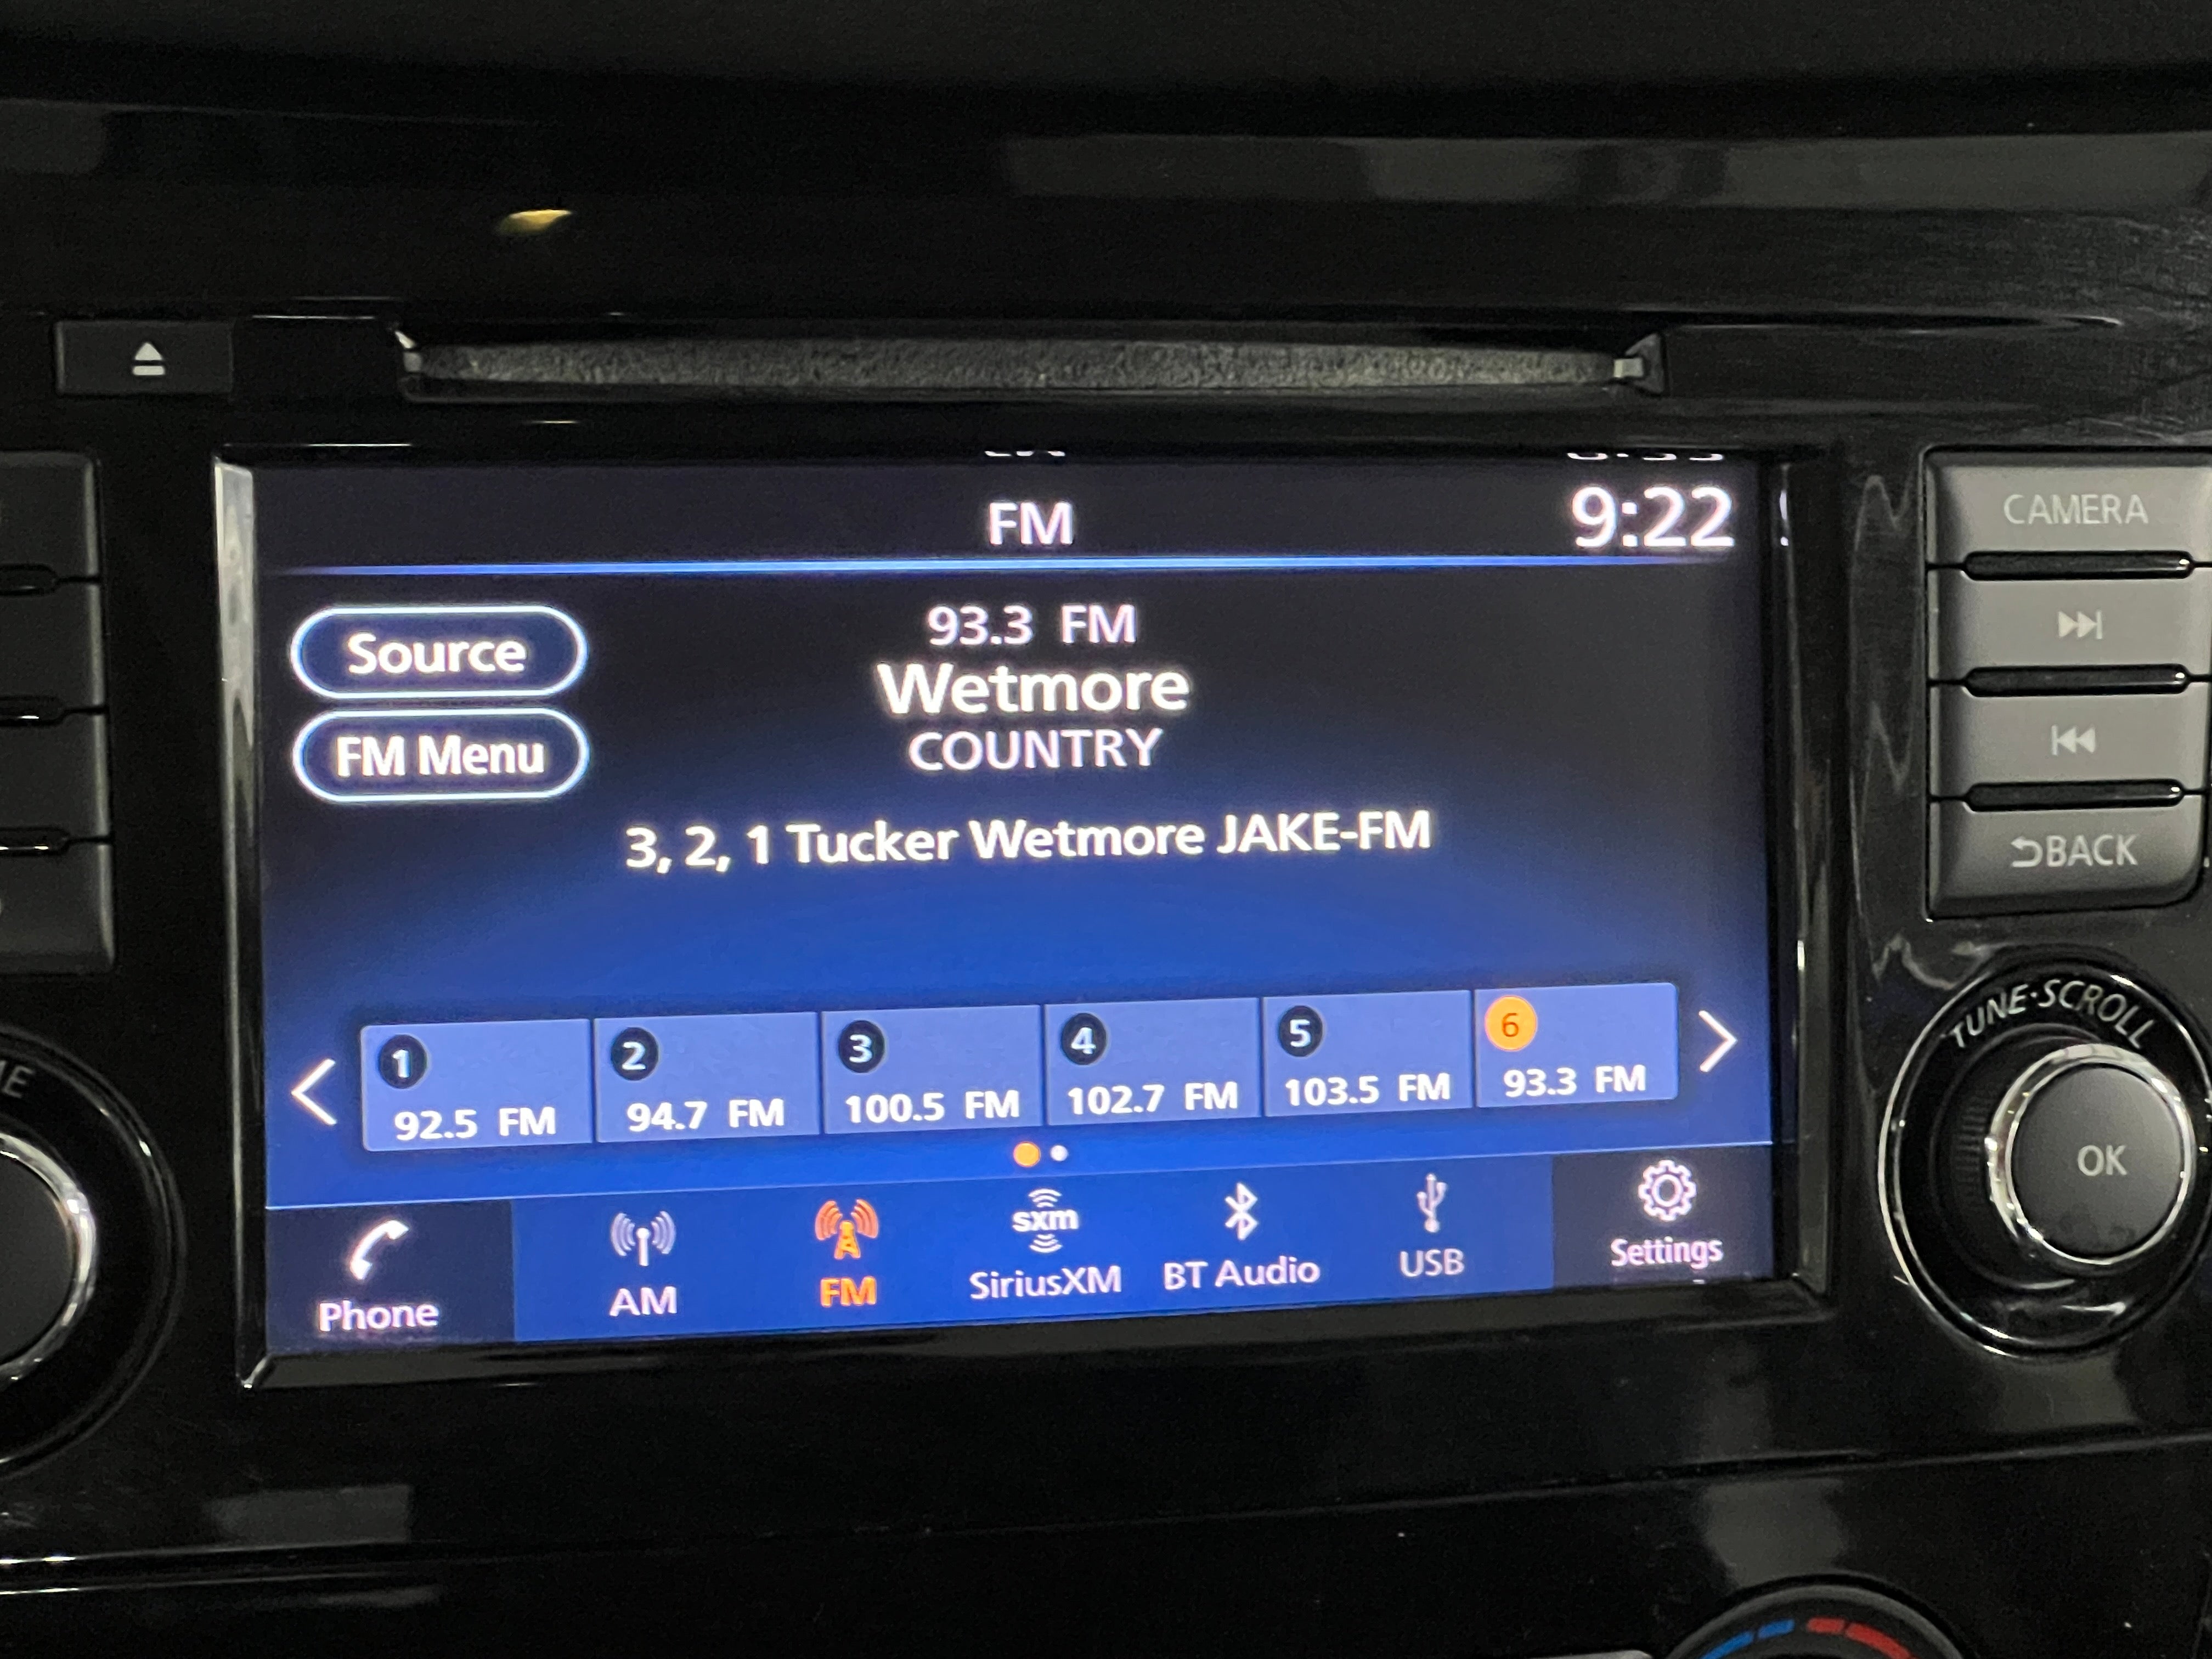 FM
9:22
CAMERA
Source
93.3 FM
Wetmore
FM Menu
COUNTRY
3, 2, 1 Tucker Wetmore JAKE-FM
BACK
TUNE·SCROLL
OK
1
92.5 FM
2
94.7 FM
3
100.5 FM
4
102.7 FM
5
103.5 FM
6
93.3 FM
Phone
AM
FM
sxm
SiriusXM
BT Audio
USB
Settings